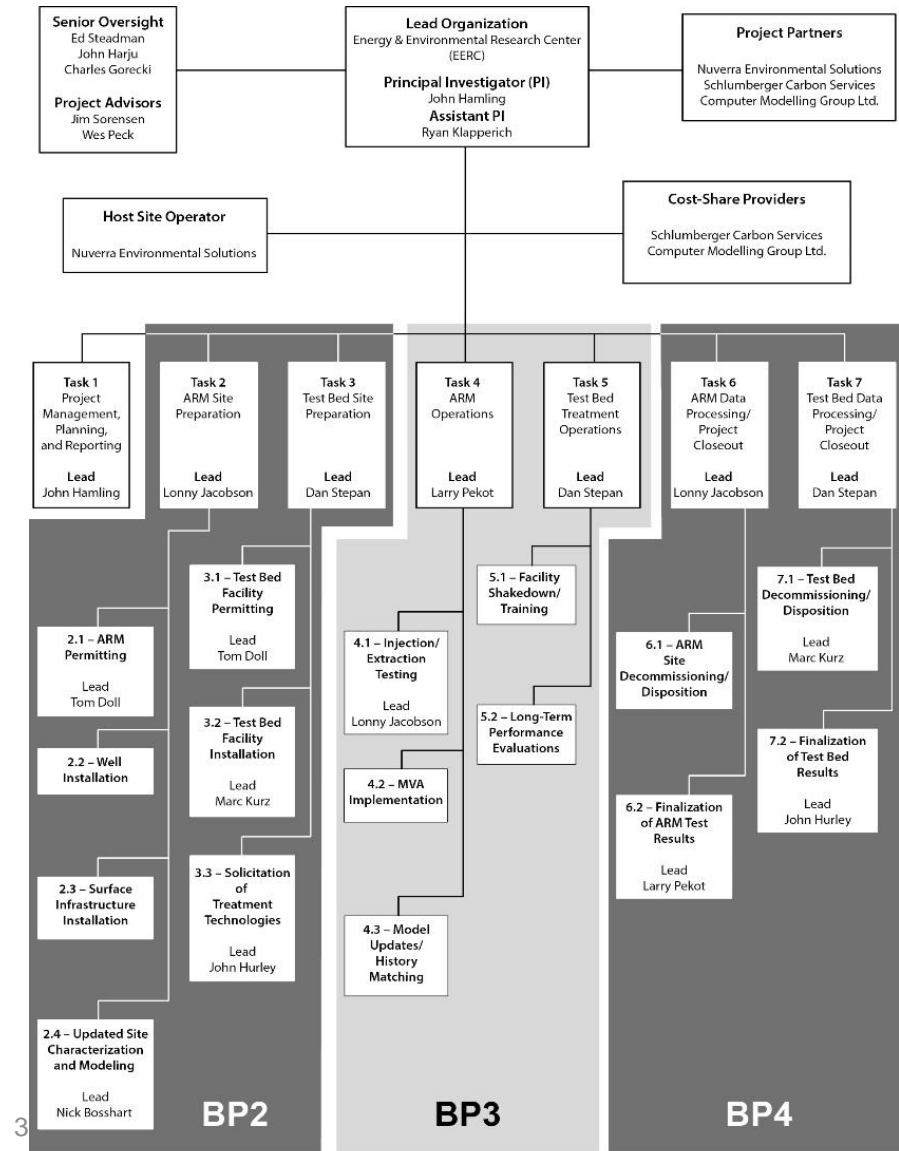 Senior Oversight
Ed Steadman
John Harju
Charles Gorecki
Project Advisors
Jim Sorensen
Wes Peck
Lead Organization
Energy & Environmental Research Center
(EERC)
Principal Investigator (PI)
John Hamling
Assistant PI
Ryan Klapperich
Project Partners
Nuverra Environmental Solutions
Schlumberger Carbon Services
Computer Modelling Group Ltd.
Host Site Operator
Nuverra Environmental Solutions
Cost-Share Providers
Schlumberger Carbon Services
Computer Modelling Group Ltd.
Task 1
Project
Management,
Planning,
and Reporting
Lead
John Hamling
Task 2
ARM Site
Preparation
Lead
Lonny Jacobson
Task 3
Test Bed Site
Preparation
Lead
Dan Stepan
Task 4
ARM
Operations
Lead
Larry Pekot
Task 5
Test Bed
Treatment
Operations
Lead
Dan Stepan
Task 6
ARM Data
Processing/
Project
Closeout
Lead
Lonny Jacobson
Task 7
Test Bed Data
Processing/
Project
Closeout
Lead
Dan Stepan
2.1 – ARM
Permitting
Lead
Tom Doll
2.2 – Well
Installation
2.3 – Surface
Infrastructure
Installation
2.4 – Updated Site
Characterization
and Modeling
Lead
Nick Bosshart
3.1 – Test Bed
Facility
Permitting
Lead
Tom Doll
3.2 – Test Bed
Facility
Installation
Lead
Marc Kurz
3.3 – Solicitation
of
Treatment
Technologies
Lead
John Hurley
4.1 – Injection/
Extraction
Testing
Lead
Lonny Jacobson
4.2 – MVA
Implementation
4.3 – Model
Updates/
History
Matching
5.1 – Facility
Shakedown/
Training
5.2 – Long-Term
Performance
Evaluations
6.1 – ARM
Site
Decommissioning/
Disposition
6.2 – Finalization
of ARM Test
Results
Lead
Larry Pekot
7.1 – Test Bed
Decommissioning/
Disposition
Lead
Marc Kurz
7.2 – Finalization
of Test Bed
Results
Lead
John Hurley
BP2
BP3
BP4
3